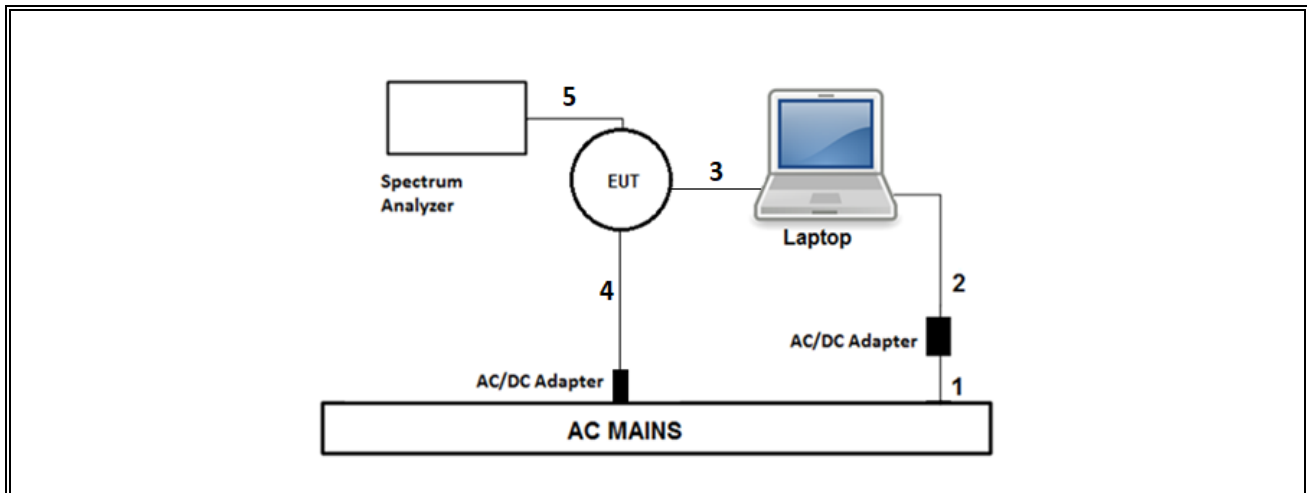 5
Spectrum
Analyzer
EUT
3
Laptop
4
2
AC/DC Adapter
AC/DC Adapter
1
AC MAINS